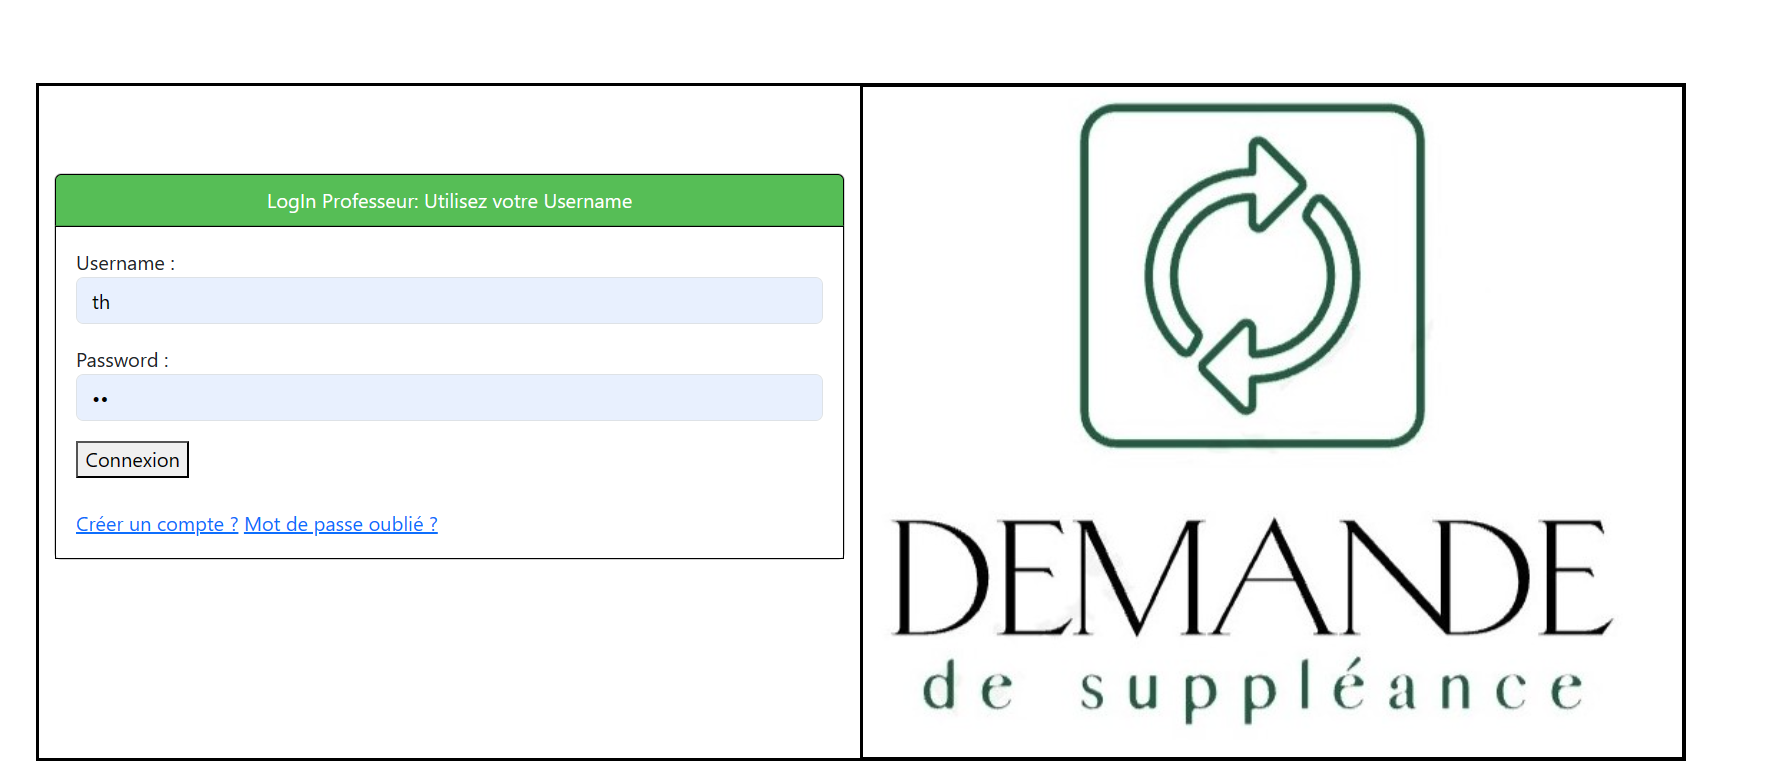 LogIn Professeur: Utilisez votre Username
Username :
th
Password :
••
Connexion
Créer un compte ? Mot de passe oublié ?
DEMANDE
de suppléance